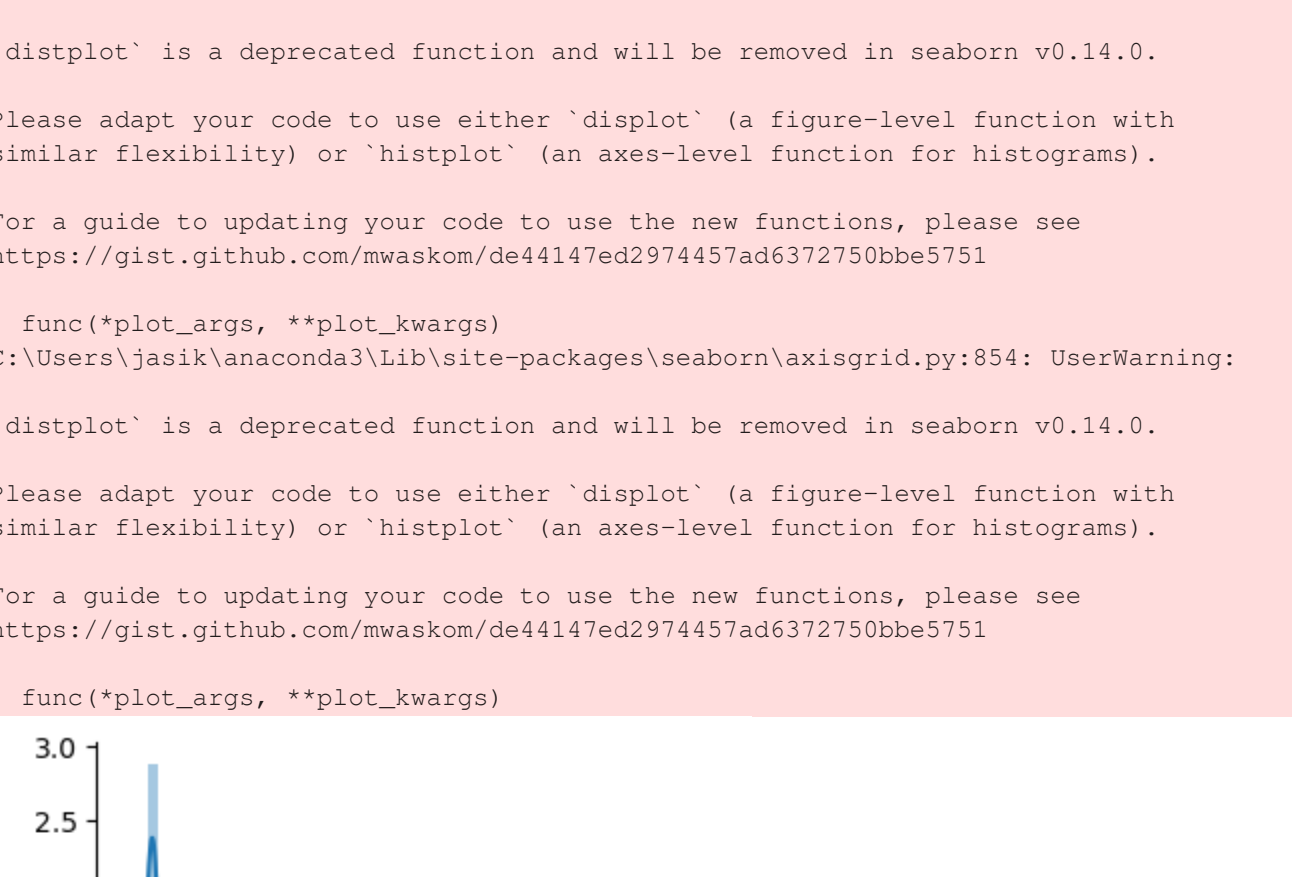 distplot` is a deprecated function and will be removed in seaborn v0.14.0.
Please adapt your code to use either `displot` (a figure-level function with
similar flexibility) or `histplot` (an axes-level function for histograms).
For a guide to updating your code to use the new functions, please see
https://gist.github.com/mwaskom/de44147ed2974457ad6372750bbe5751
func(*plot_args, **plot_kwargs)
C:\Users\jasik\anaconda3\Lib\site-packages\seaborn\axisgrid.py:854: UserWarning:
distplot` is a deprecated function and will be removed in seaborn v0.14.0.
Please adapt your code to use either `displot` (a figure-level function with
similar flexibility) or `histplot` (an axes-level function for histograms).
For a guide to updating your code to use the new functions, please see
https://gist.github.com/mwaskom/de44147ed2974457ad6372750bbe5751
func(*plot_args, **plot_kwargs)
3.0
2.5